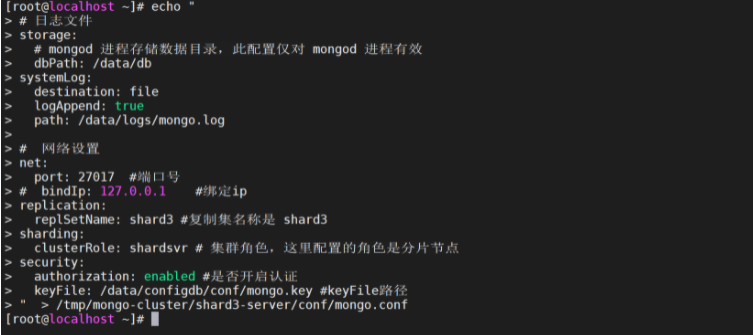 [root@localhost ~]# echo "
> # 日志文件
> storage:
>   # mongod 进程存储数据目录，此配置仅对 mongod 进程有效
>   dbPath: /data/db
> systemLog:
>   destination: file
>   logAppend: true
>   path: /data/logs/mongo.log
>
> #  网络设置
> net:
>   port: 27017  #端口号
> #  bindIp: 127.0.0.1    #绑定ip
> replication:
>   replSetName: shard3 #复制集名称是 shard3
> sharding:
>   clusterRole: shardsvr # 集群角色，这里配置的角色是分片节点
> security:
>   authorization: enabled #是否开启认证
>   keyFile: /data/configdb/conf/mongo.key #keyFile路径
> "  > /tmp/mongo-cluster/shard3-server/conf/mongo.conf
[root@localhost ~]#